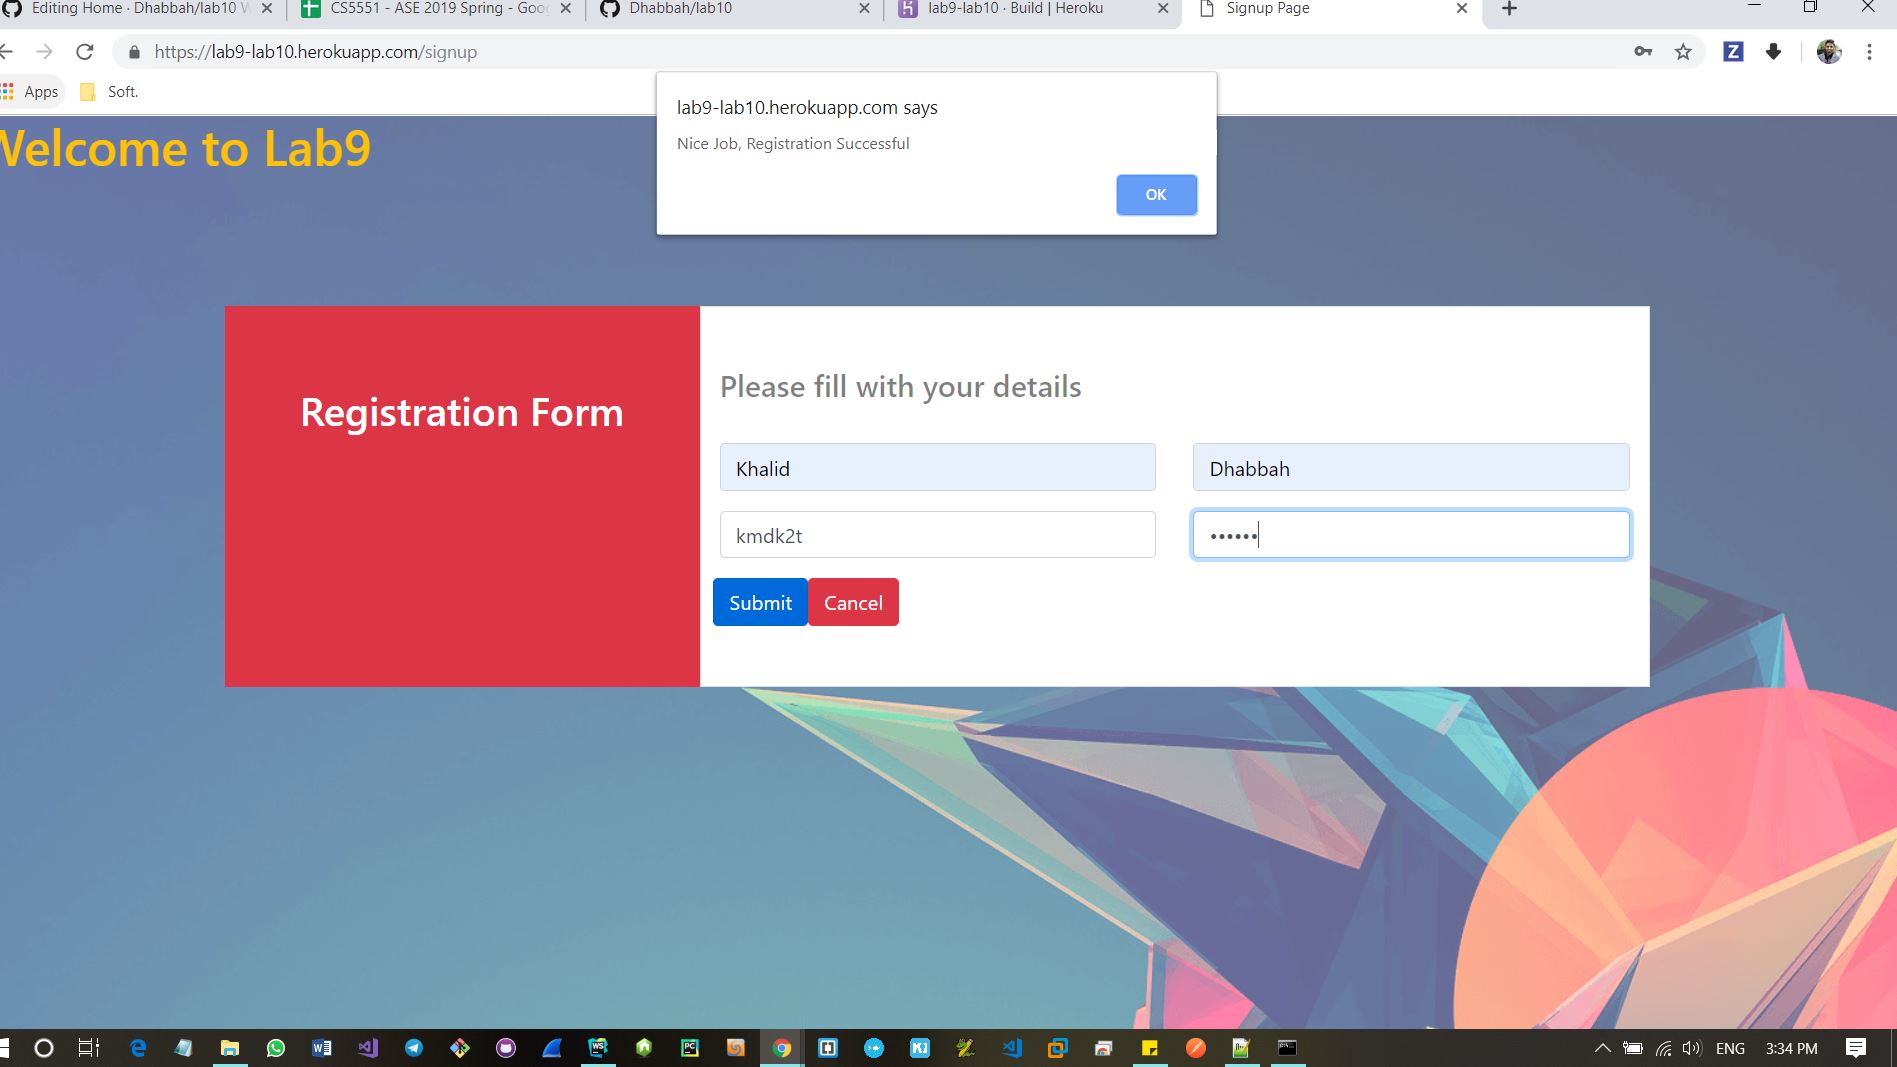 Editing Home · Dhabbah/lab10 W
CS5551 - ASE 2019 Spring - Goo
Dhabbah/lab10
lab9-lab10 · Build | Heroku
Signup Page
https://lab9-lab10.herokuapp.com/signup
Z
Apps
Soft.
lab9-lab10.herokuapp.com says
Nice Job, Registration Successful
OK
Welcome to Lab9
Registration Form
Please fill with your details
Khalid
Dhabbah
kmdk2t
••••••
Submit
Cancel
ENG
3:34 PM